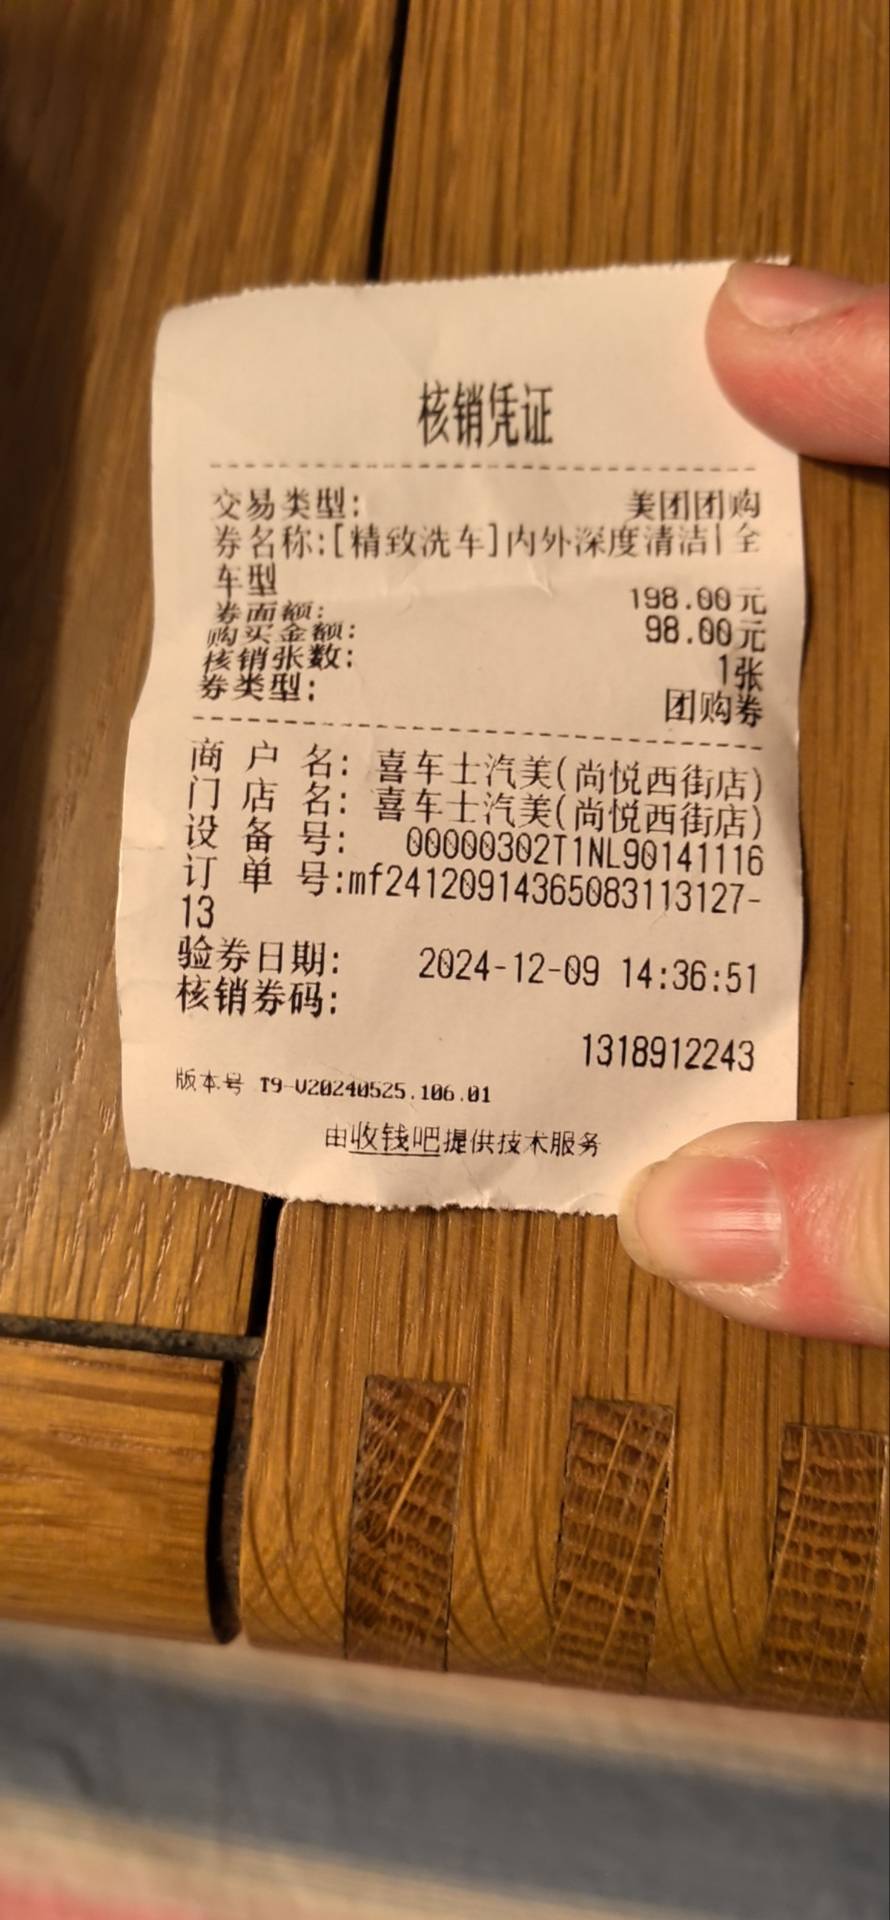 核销凭证
交易类型: 美团团购
券名称:[精致洗车]内外深度清洁|全
车型
券面额: 198.00元
购买金额: 98.00元
核销张数: 1张
券类型: 团购券
商 户 名: 喜车士汽美(尚悦西街店)
门 店 名: 喜车士汽美(尚悦西街店)
设 备 号: 00000302T1NL90141116
订 单 号:mf24120914365083113127-
13
验券日期: 2024-12-09 14:36:51
核销券码:
1318912243
版本号 T9-V20240525.106.01
由收钱吧提供技术服务